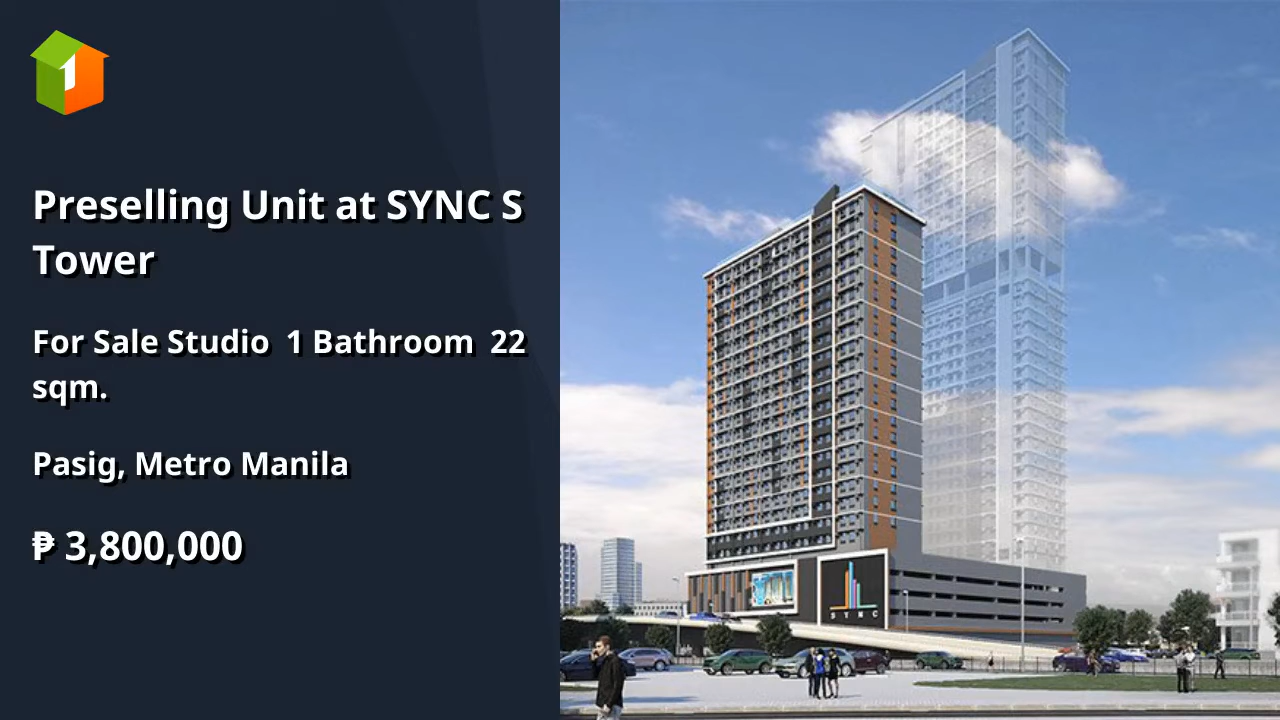 Preselling Unit at SYNC S
Tower
For Sale Studio 1 Bathroom 22
sqm.
Pasig, Metro Manila
₱ 3,800,000
SYNC